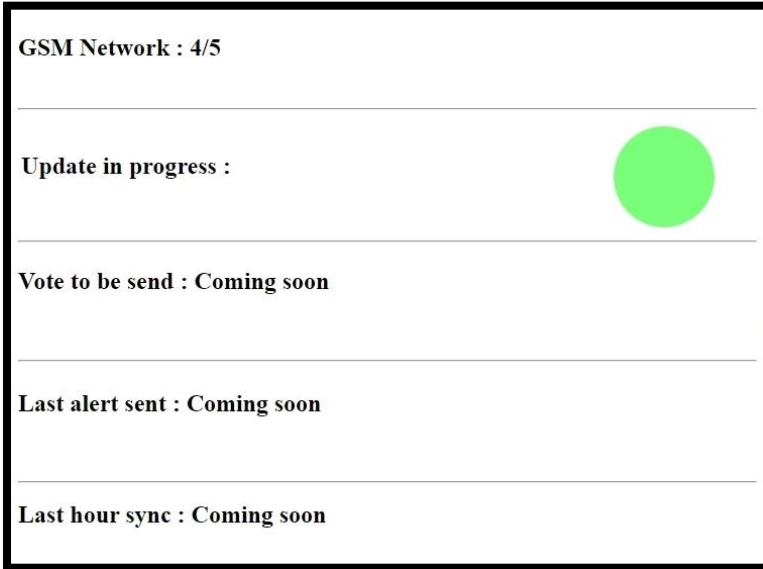 GSM Network : 4/5
Update in progress :
Vote to be send : Coming soon
Last alert sent : Coming soon
Last hour sync : Coming soon